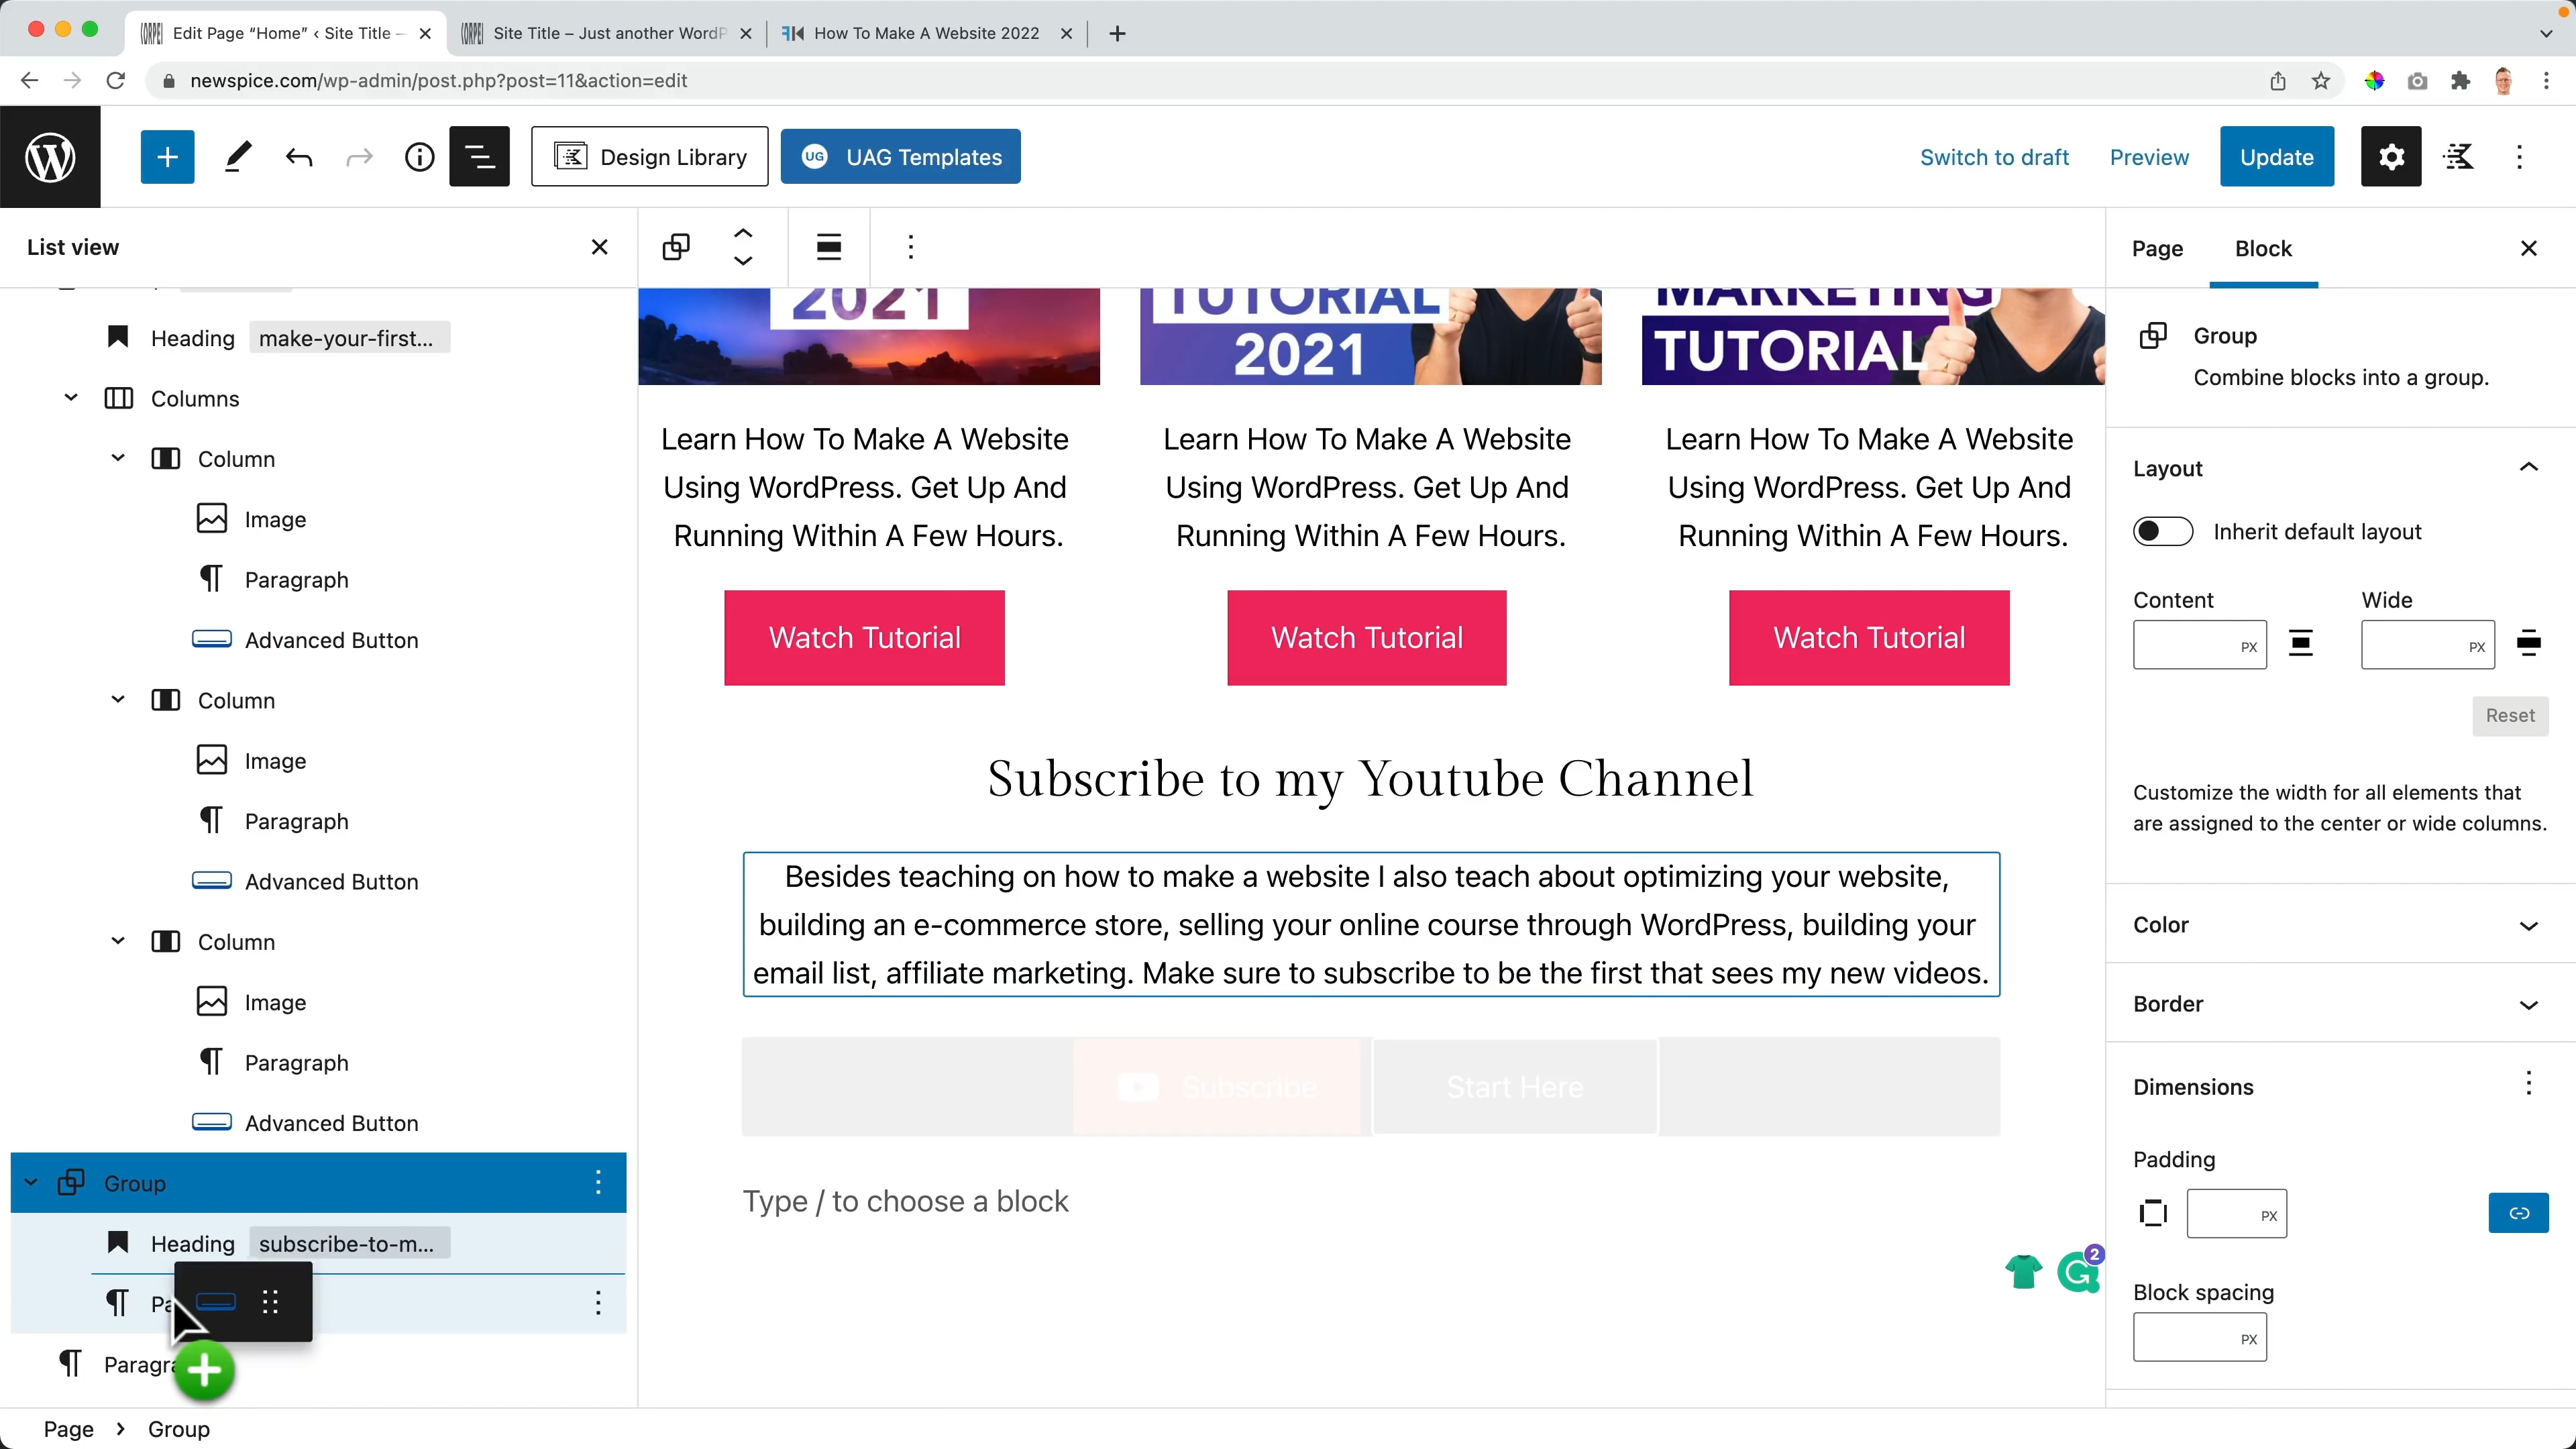 Edit Page “Home” ‹ Site Title —
Site Title – Just another WordP
How To Make A Website 2022
newspice.com/wp-admin/post.php?post=11&action=edit
Design Library
UG UAG Templates
Switch to draft
Preview
Update
List view
Page
Block
Heading make-your-first...
Columns
Column
Image
Paragraph
Advanced Button
Column
Image
Paragraph
Advanced Button
Column
Image
Paragraph
Advanced Button
Group
Heading subscribe-to-m...
Page
Group
2021
TUTORIAL
2021
MARKETING
TUTORIAL
Learn How To Make A Website
Using WordPress. Get Up And
Running Within A Few Hours.
Learn How To Make A Website
Using WordPress. Get Up And
Running Within A Few Hours.
Learn How To Make A Website
Using WordPress. Get Up And
Running Within A Few Hours.
Watch Tutorial
Watch Tutorial
Watch Tutorial
Subscribe to my Youtube Channel
Besides teaching on how to make a website I also teach about optimizing your website,
building an e-commerce store, selling your online course through WordPress, building your
email list, affiliate marketing. Make sure to subscribe to be the first that sees my new videos.
Subscribe
Start Here
Type / to choose a block
2
Group
Combine blocks into a group.
Layout
Inherit default layout
Content
Wide
PX
PX
Reset
Customize the width for all elements that
are assigned to the center or wide columns.
Color
Border
Dimensions
Padding
PX
Block spacing
PX